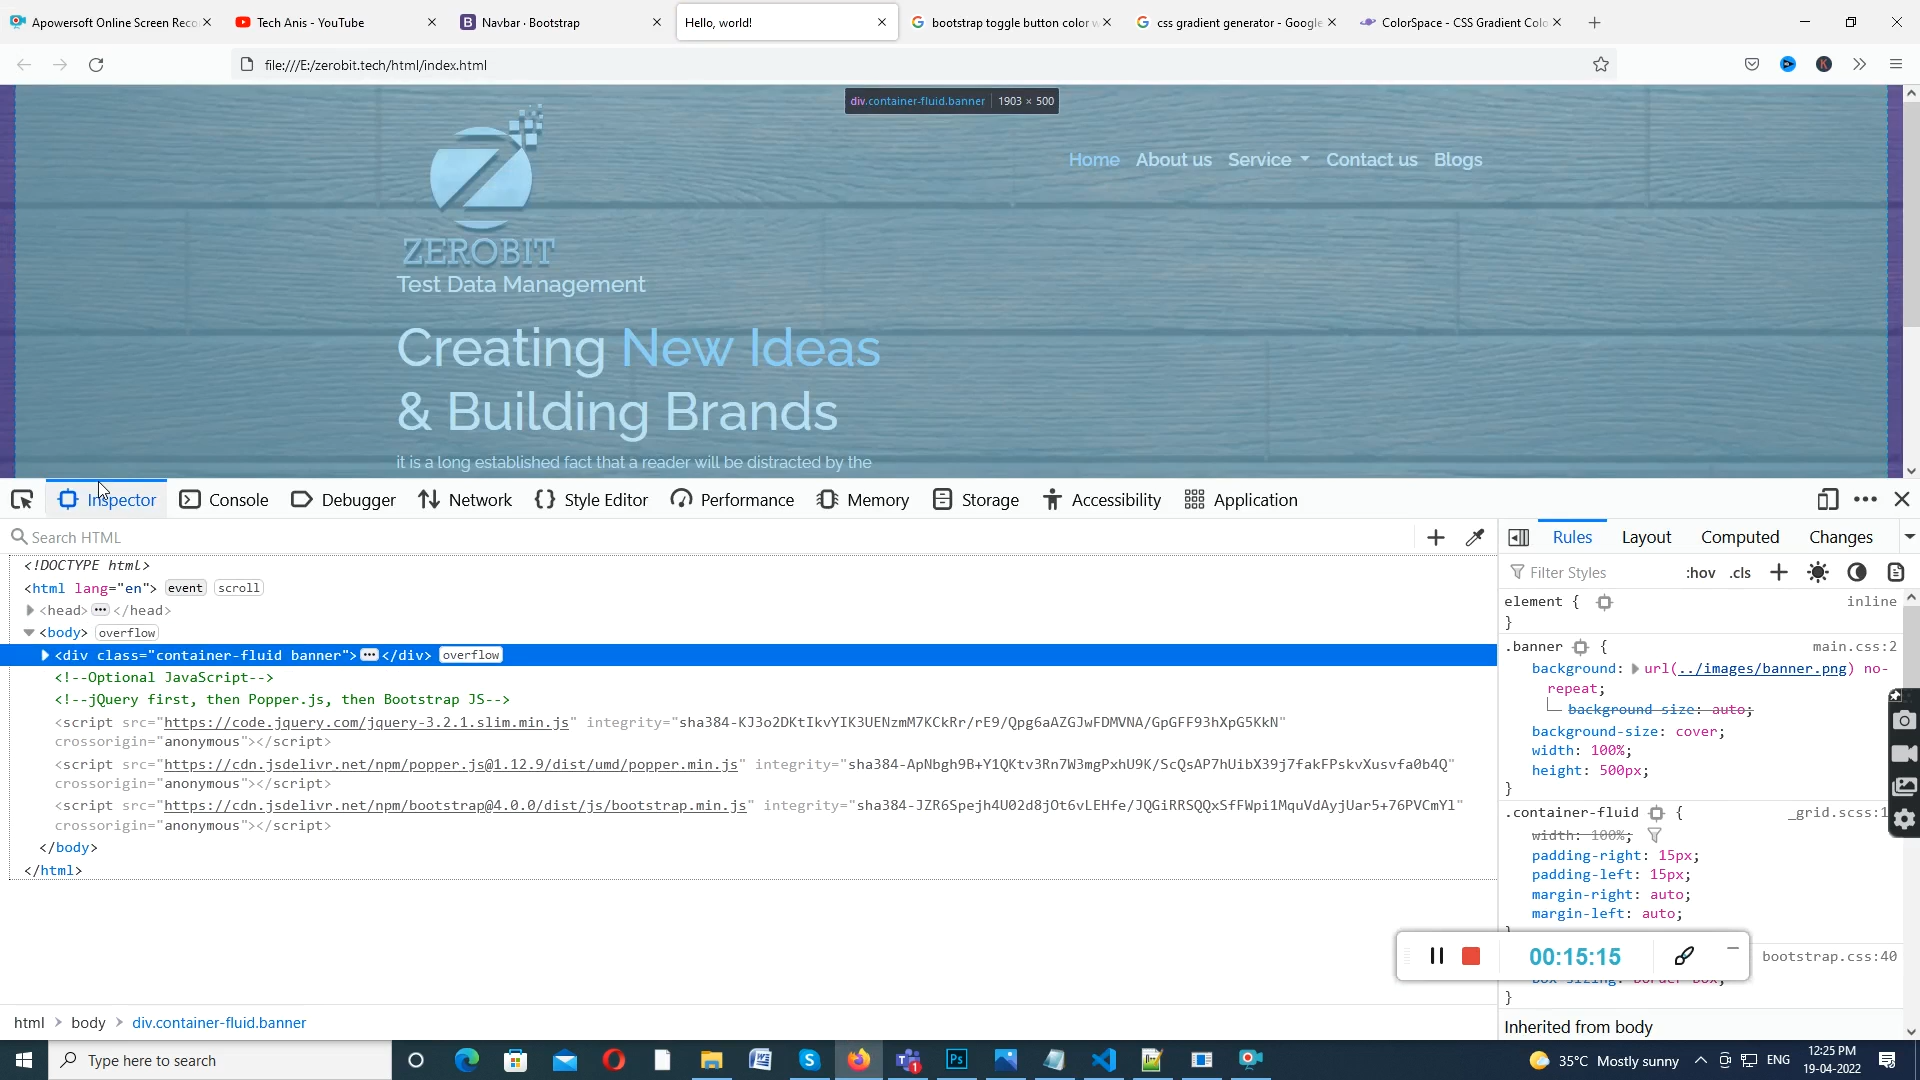 Apowersoft Online Screen Reco
Tech Anis - YouTube
Navbar · Bootstrap
Hello, world!
bootstrap toggle button color w
css gradient generator - Google
ColorSpace - CSS Gradient Colo
file:///E:/zerobit.tech/html/index.html
K
div.container-fluid.banner 1903 × 500
Home About us Service Contact us Blogs
ZEROBIT
Test Data Management
Creating New Ideas
& Building Brands
it is a long established fact that a reader will be distracted by the
Inspector Console Debugger Network Style Editor Performance Memory Storage Accessibility Application
Search HTML
Rules Layout Computed Changes
Filter Styles :hov .cls
<!DOCTYPE html>
<html lang="en"> event scroll
<head> ••• </head>
<body> overflow
<div class="container-fluid banner"> ••• </div> overflow
<!--Optional JavaScript-->
<!--jQuery first, then Popper.js, then Bootstrap JS-->
<script src="https://code.jquery.com/jquery-3.2.1.slim.min.js" integrity="sha384-KJ3o2DKtIkvYIK3UENzmM7KCkRr/rE9/Qpg6aAZGJwFDMVNA/GpGFF93hXpG5KkN"
crossorigin="anonymous"></script>
<script src="https://cdn.jsdelivr.net/npm/popper.js@1.12.9/dist/umd/popper.min.js" integrity="sha384-ApNbgh9B+Y1QKtv3Rn7W3mgPxhU9K/ScQsAP7hUibX39j7fakFPskvXusvfa0b4Q"
crossorigin="anonymous"></script>
<script src="https://cdn.jsdelivr.net/npm/bootstrap@4.0.0/dist/js/bootstrap.min.js" integrity="sha384-JZR6Spejh4U02d8jOt6vLEHfe/JQGiRRSQQxSfFWpi1MquVdAyjUar5+76PVCmYl"
crossorigin="anonymous"></script>
</body>
</html>
element { inline
}
.banner { main.css:2
background: url(../images/banner.png) no-
repeat;
background-size: auto;
background-size: cover;
width: 100%;
height: 500px;
}
.container-fluid { _grid.scss:1
width: 100%;
padding-right: 15px;
padding-left: 15px;
margin-right: auto;
margin-left: auto;
00:15:15
bootstrap.css:40
box-sizing: border-box;
}
Inherited from body
html body div.container-fluid.banner
Type here to search
35°C Mostly sunny
ENG
12:25 PM
19-04-2022